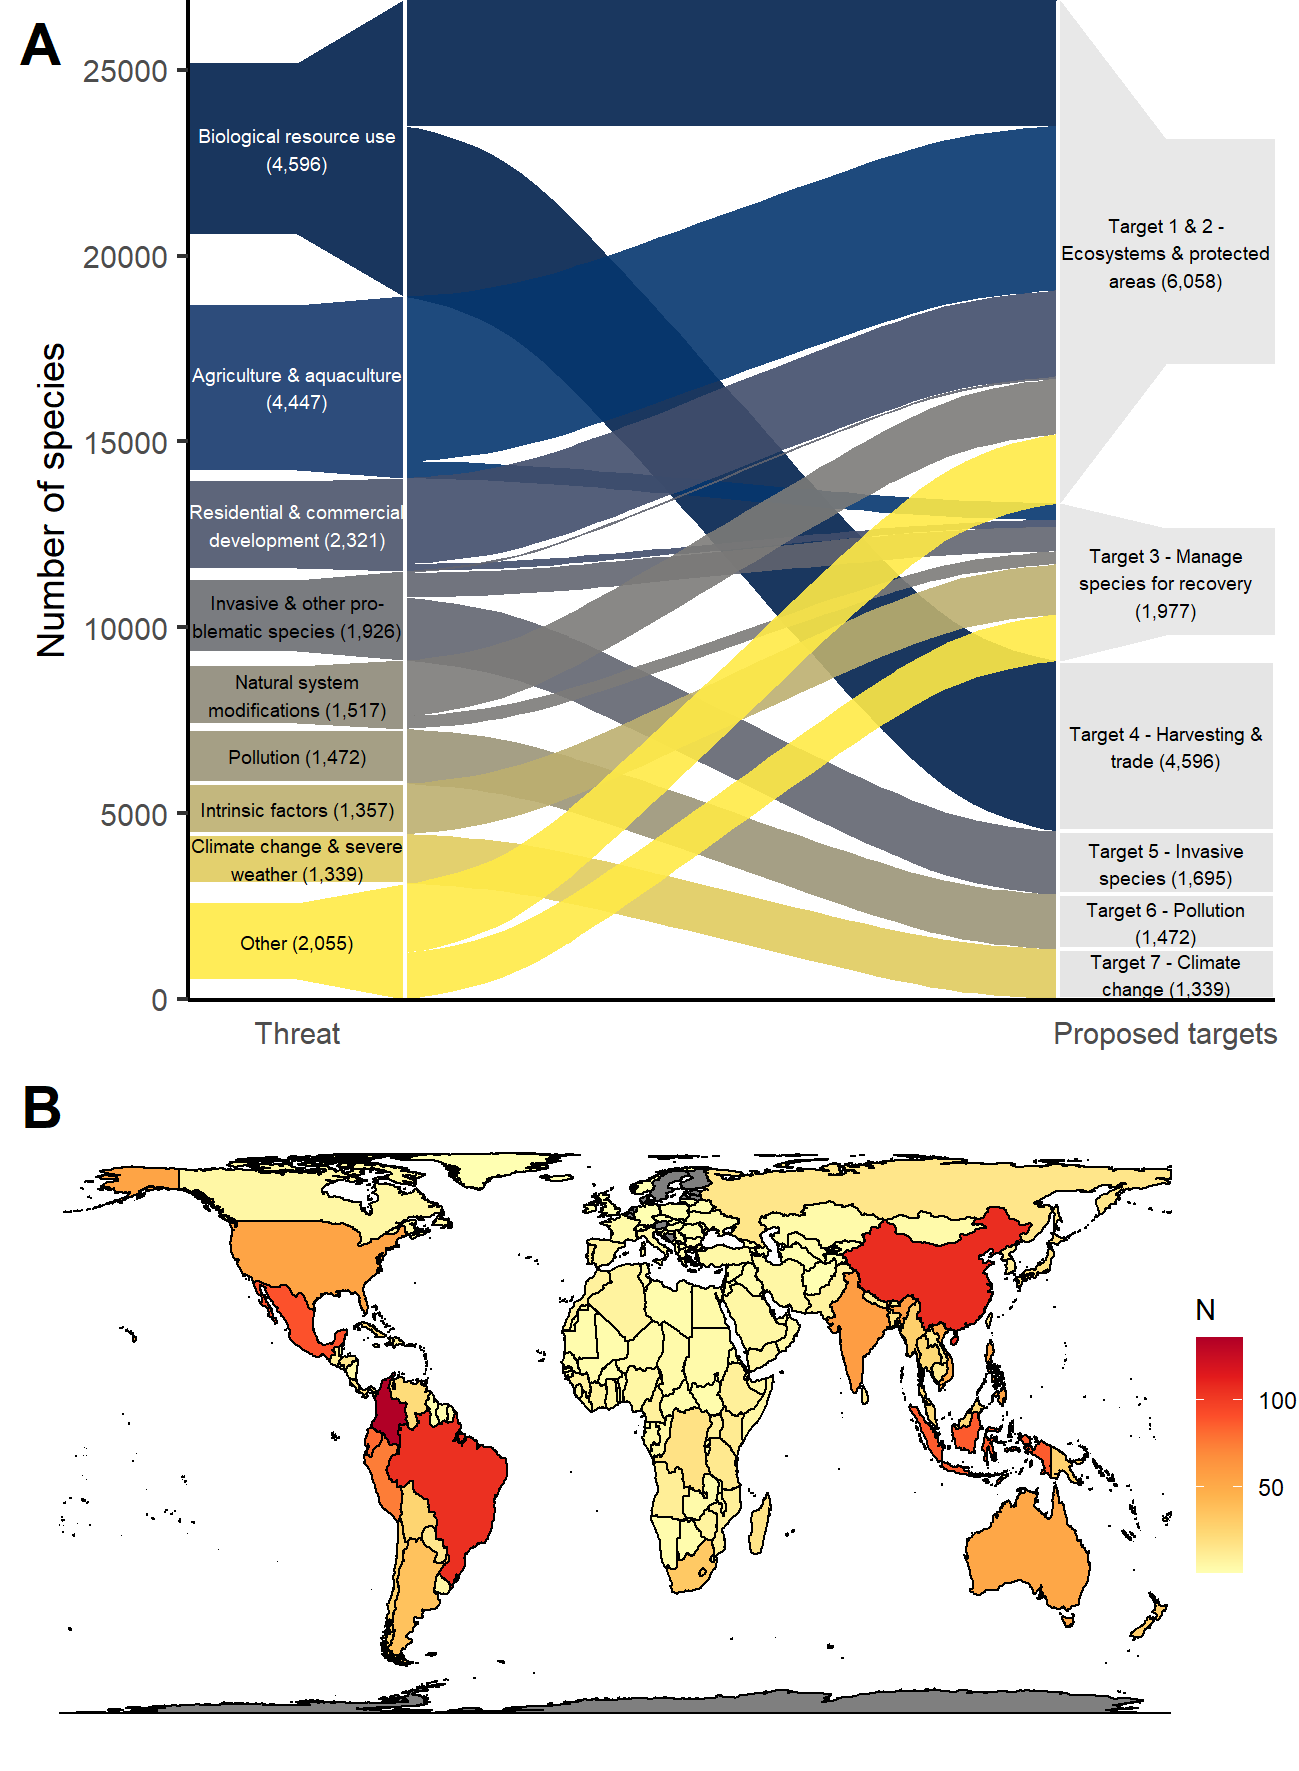 A
25000
20000
15000
10000
5000
0
Number of species
Biological resource use
(4,596)
Agriculture & aquaculture
(4,447)
Residential & commercial
development (2,321)
Invasive & other pro-
blematic species (1,926)
Natural system
modifications (1,517)
Pollution (1,472)
Intrinsic factors (1,357)
Climate change & severe
weather (1,339)
Other (2,055)
Target 1 & 2 -
Ecosystems & protected
areas (6,058)
Target 3 - Manage
species for recovery
(1,977)
Target 4 - Harvesting &
trade (4,596)
Target 5 - Invasive
species (1,695)
Target 6 - Pollution
(1,472)
Target 7 - Climate
change (1,339)
Threat
Proposed targets
B
N
100
50